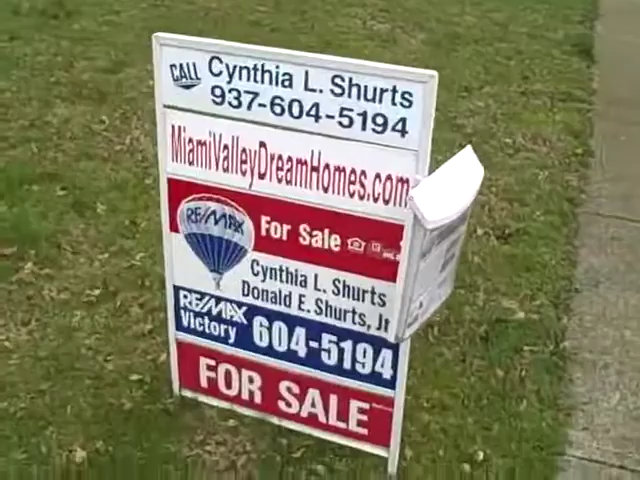 CALL Cynthia L. Shurts
937-604-5194
MiamiValleyDreamHomes.com
RE/MAX
For Sale
Cynthia L. Shurts
Donald E. Shurts, Jr
RE/MAX
Victory 604-5194
FOR SALE